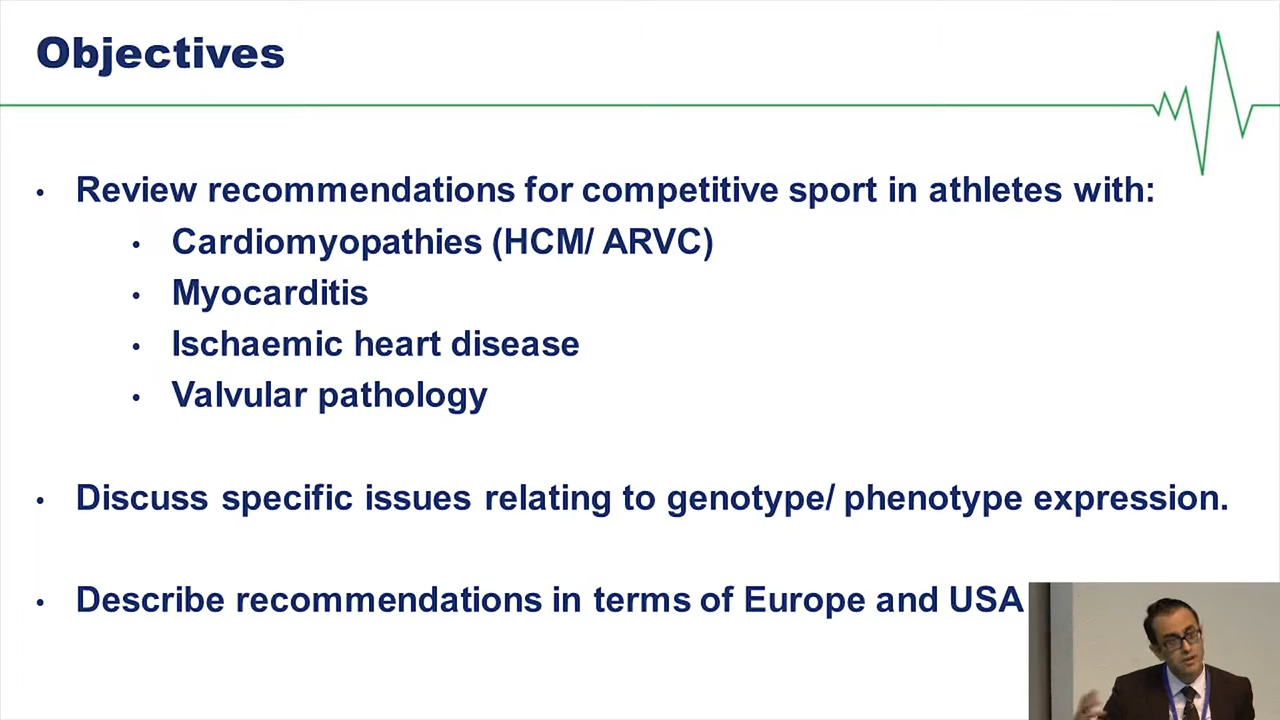 Objectives
• Review recommendations for competitive sport in athletes with:
• Cardiomyopathies (HCM/ ARVC)
• Myocarditis
• Ischaemic heart disease
• Valvular pathology
• Discuss specific issues relating to genotype/ phenotype expression.
• Describe recommendations in terms of Europe and USA